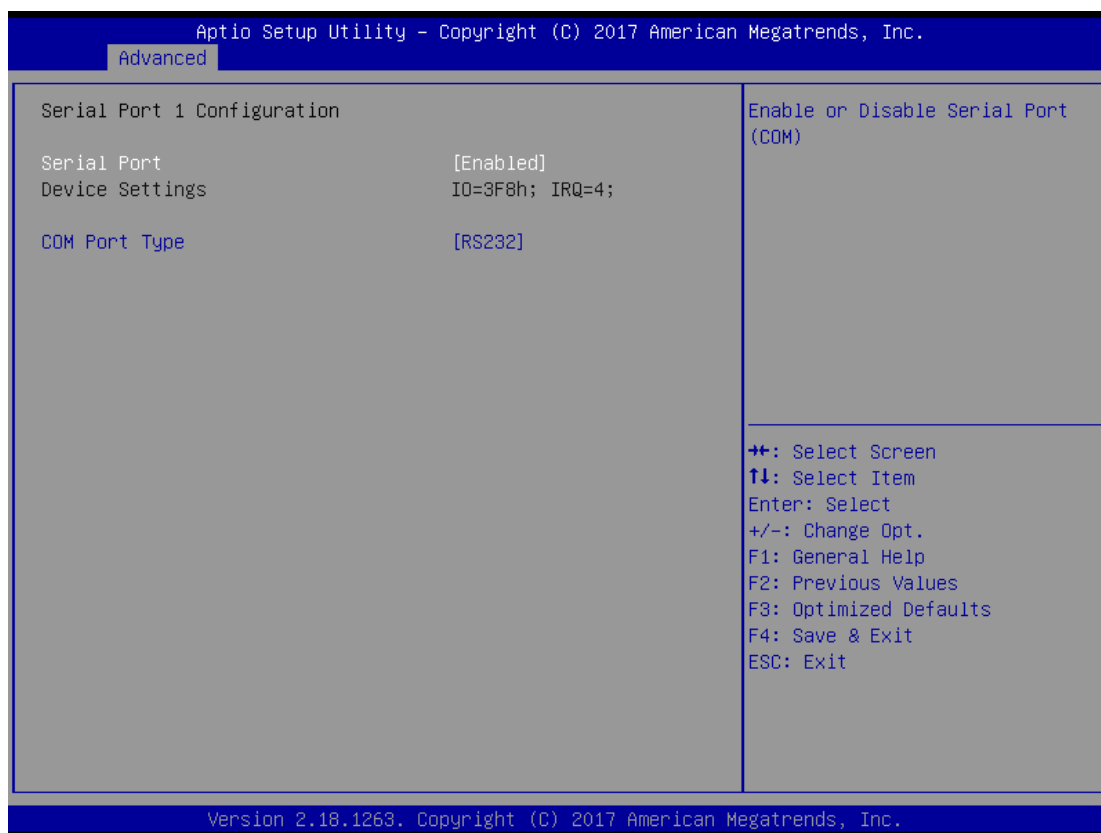 Aptio Setup Utility – Copyright (C) 2017 American Megatrends, Inc.
Advanced
Serial Port 1 Configuration
Serial Port [Enabled]
Device Settings IO=3F8h; IRQ=4;
COM Port Type [RS232]
Enable or Disable Serial Port
(COM)
→←: Select Screen
↑↓: Select Item
Enter: Select
+/-: Change Opt.
F1: General Help
F2: Previous Values
F3: Optimized Defaults
F4: Save & Exit
ESC: Exit
Version 2.18.1263. Copyright (C) 2017 American Megatrends, Inc.